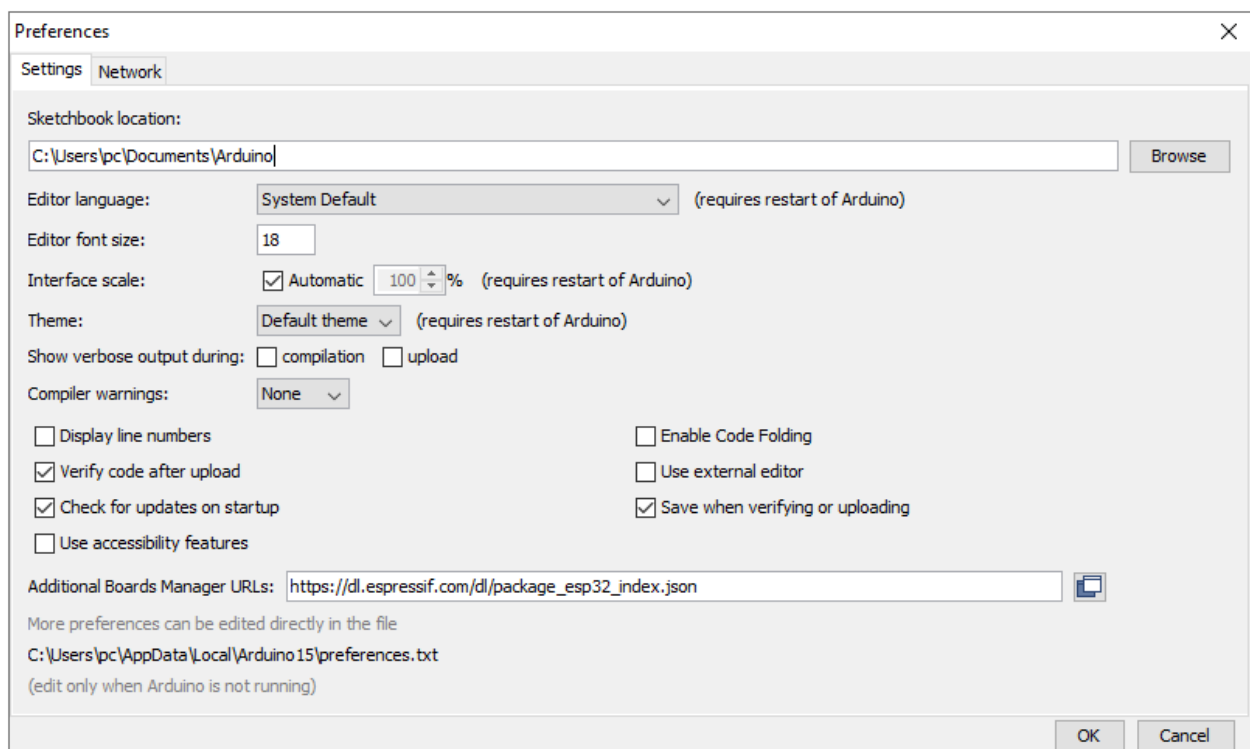 Preferences
Settings Network
Sketchbook location:
C:\Users\pc\Documents\Arduino Browse
Editor language: System Default (requires restart of Arduino)
Editor font size: 18
Interface scale: Automatic 100 % (requires restart of Arduino)
Theme: Default theme (requires restart of Arduino)
Show verbose output during: compilation upload
Compiler warnings: None
Display line numbers Enable Code Folding
Verify code after upload Use external editor
Check for updates on startup Save when verifying or uploading
Use accessibility features
Additional Boards Manager URLs: https://dl.espressif.com/dl/package_esp32_index.json
More preferences can be edited directly in the file
C:\Users\pc\AppData\Local\Arduino15\preferences.txt
(edit only when Arduino is not running)
OK Cancel